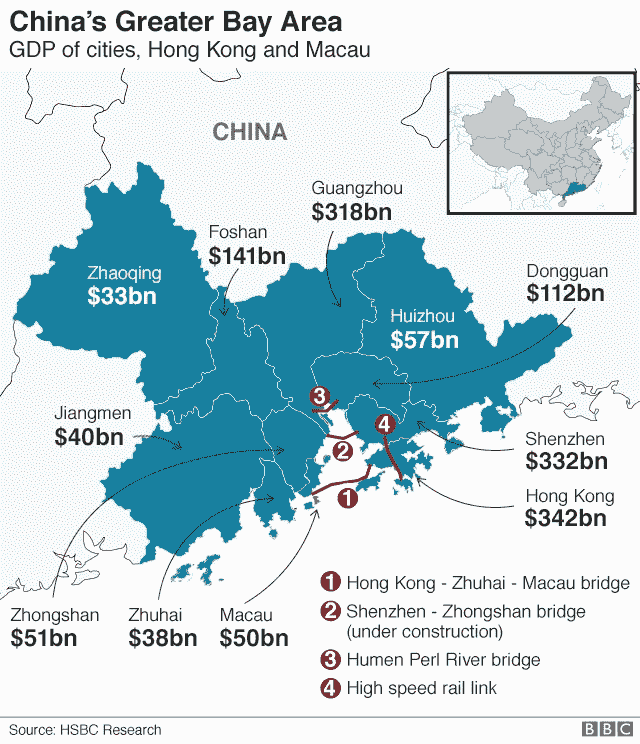 China's Greater Bay Area
GDP of cities, Hong Kong and Macau
CHINA
Guangzhou
$318bn
Foshan
$141bn
Dongguan
$112bn
Zhaoqing
$33bn
Huizhou
$57bn
3
Jiangmen
$40bn
4
2
Shenzhen
$332bn
1
Hong Kong
$342bn
Zhongshan
$51bn
Zhuhai
$38bn
Macau
$50bn
1 Hong Kong - Zhuhai - Macau bridge
2 Shenzhen - Zhongshan bridge
(under construction)
3 Humen Perl River bridge
4 High speed rail link
Source: HSBC Research
BBC